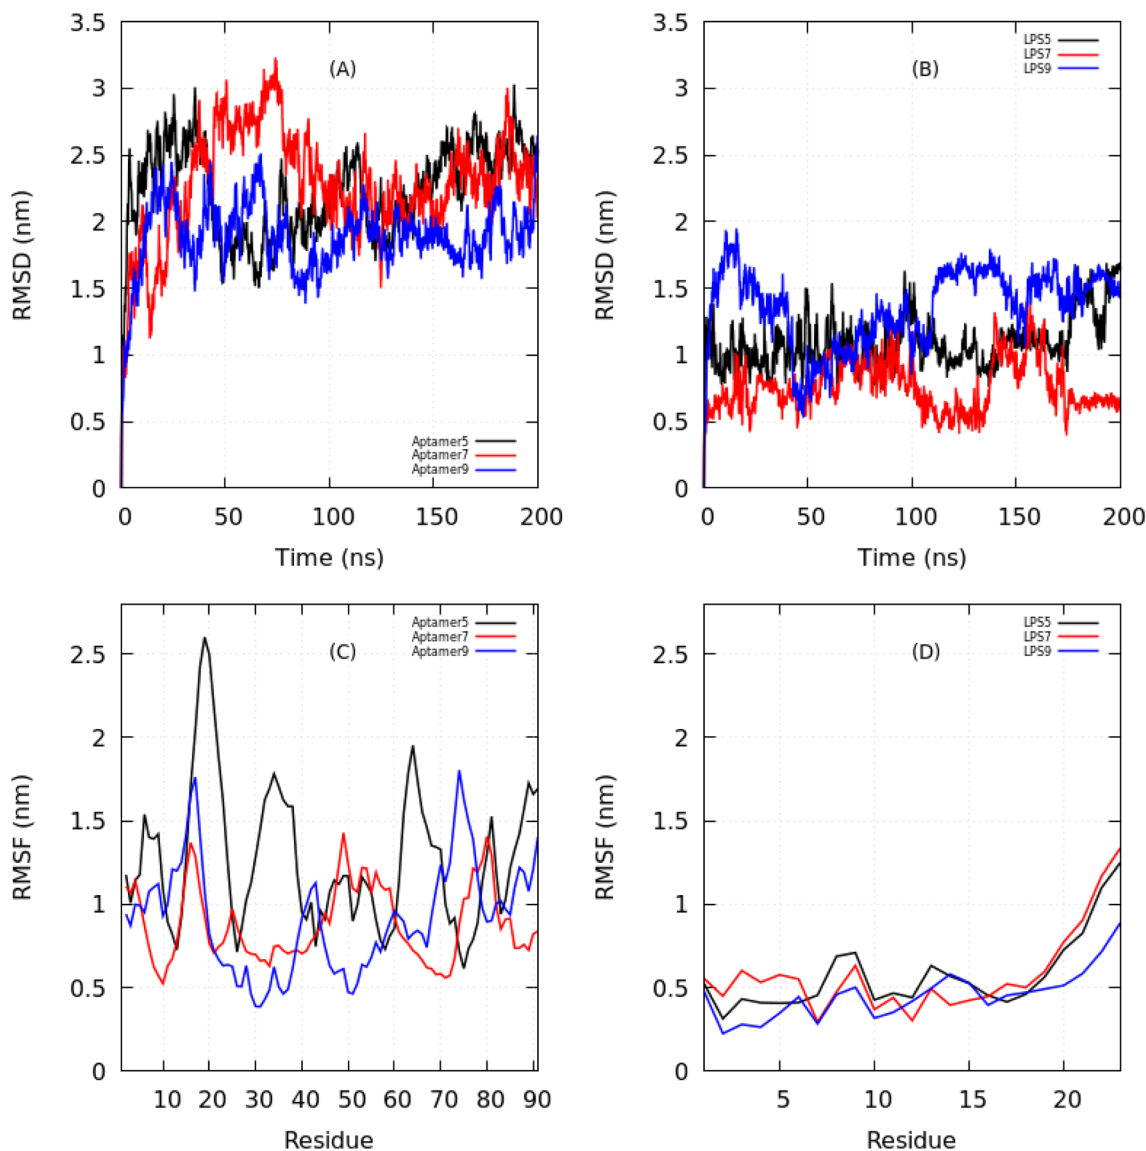 3.5
3
2.5
2
1.5
1
0.5
0
RMSD (nm)
(A)
Aptamer5
Aptamer7
Aptamer9
0 50 100 150 200
Time (ns)
3.5
3
2.5
2
1.5
1
0.5
0
RMSD (nm)
(B)
LPS5
LPS7
LPS9
0 50 100 150 200
Time (ns)
2.5
2
1.5
1
0.5
0
RMSF (nm)
(C)
Aptamer5
Aptamer7
Aptamer9
10 20 30 40 50 60 70 80 90
Residue
2.5
2
1.5
1
0.5
0
RMSF (nm)
(D)
LPS5
LPS7
LPS9
5 10 15 20
Residue